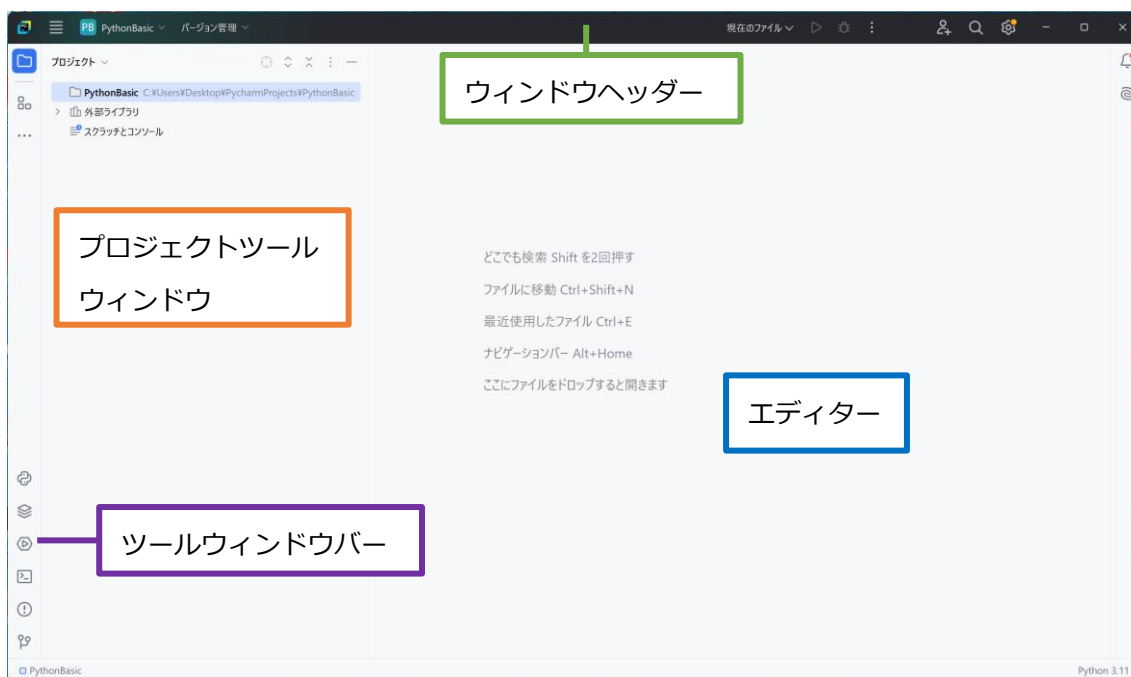 PB PythonBasic バージョン管理 現在のファイル
プロジェクト
ウィンドウヘッダー
PythonBasic C:¥Users¥Desktop¥PycharmProjects¥PythonBasic
外部ライブラリ
スクラッチとコンソール
プロジェクトツール
ウィンドウ
どこでも検索 Shift を2回押す
ファイルに移動 Ctrl+Shift+N
最近使用したファイル Ctrl+E
ナビゲーションバー Alt+Home
ここにファイルをドロップすると開きます
エディター
ツールウィンドウバー
PythonBasic Python 3.11